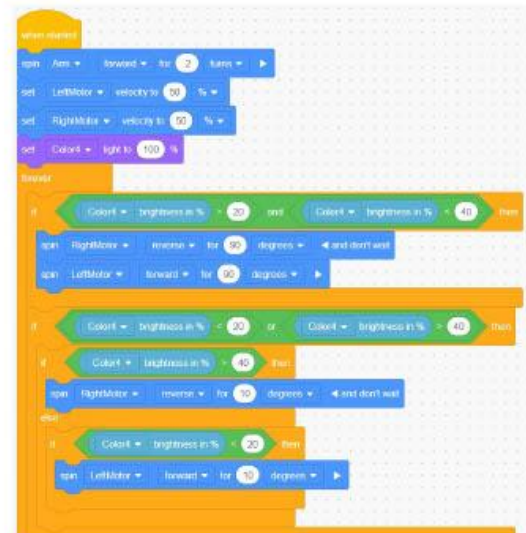 when started
spin Arm forward for 2 turns
set LeftMotor velocity to 50 %
set RightMotor velocity to 50 %
set Color4 light to 100 %
forever
if Color4 brightness in % > 20 and Color4 brightness in % < 40 then
spin RightMotor reverse for 90 degrees and don't wait
spin LeftMotor forward for 90 degrees
if Color4 brightness in % < 20 or Color4 brightness in % > 40 then
if Color4 brightness in % > 40 then
spin RightMotor reverse for 10 degrees and don't wait
else
if Color4 brightness in % < 20 then
spin LeftMotor forward for 10 degrees